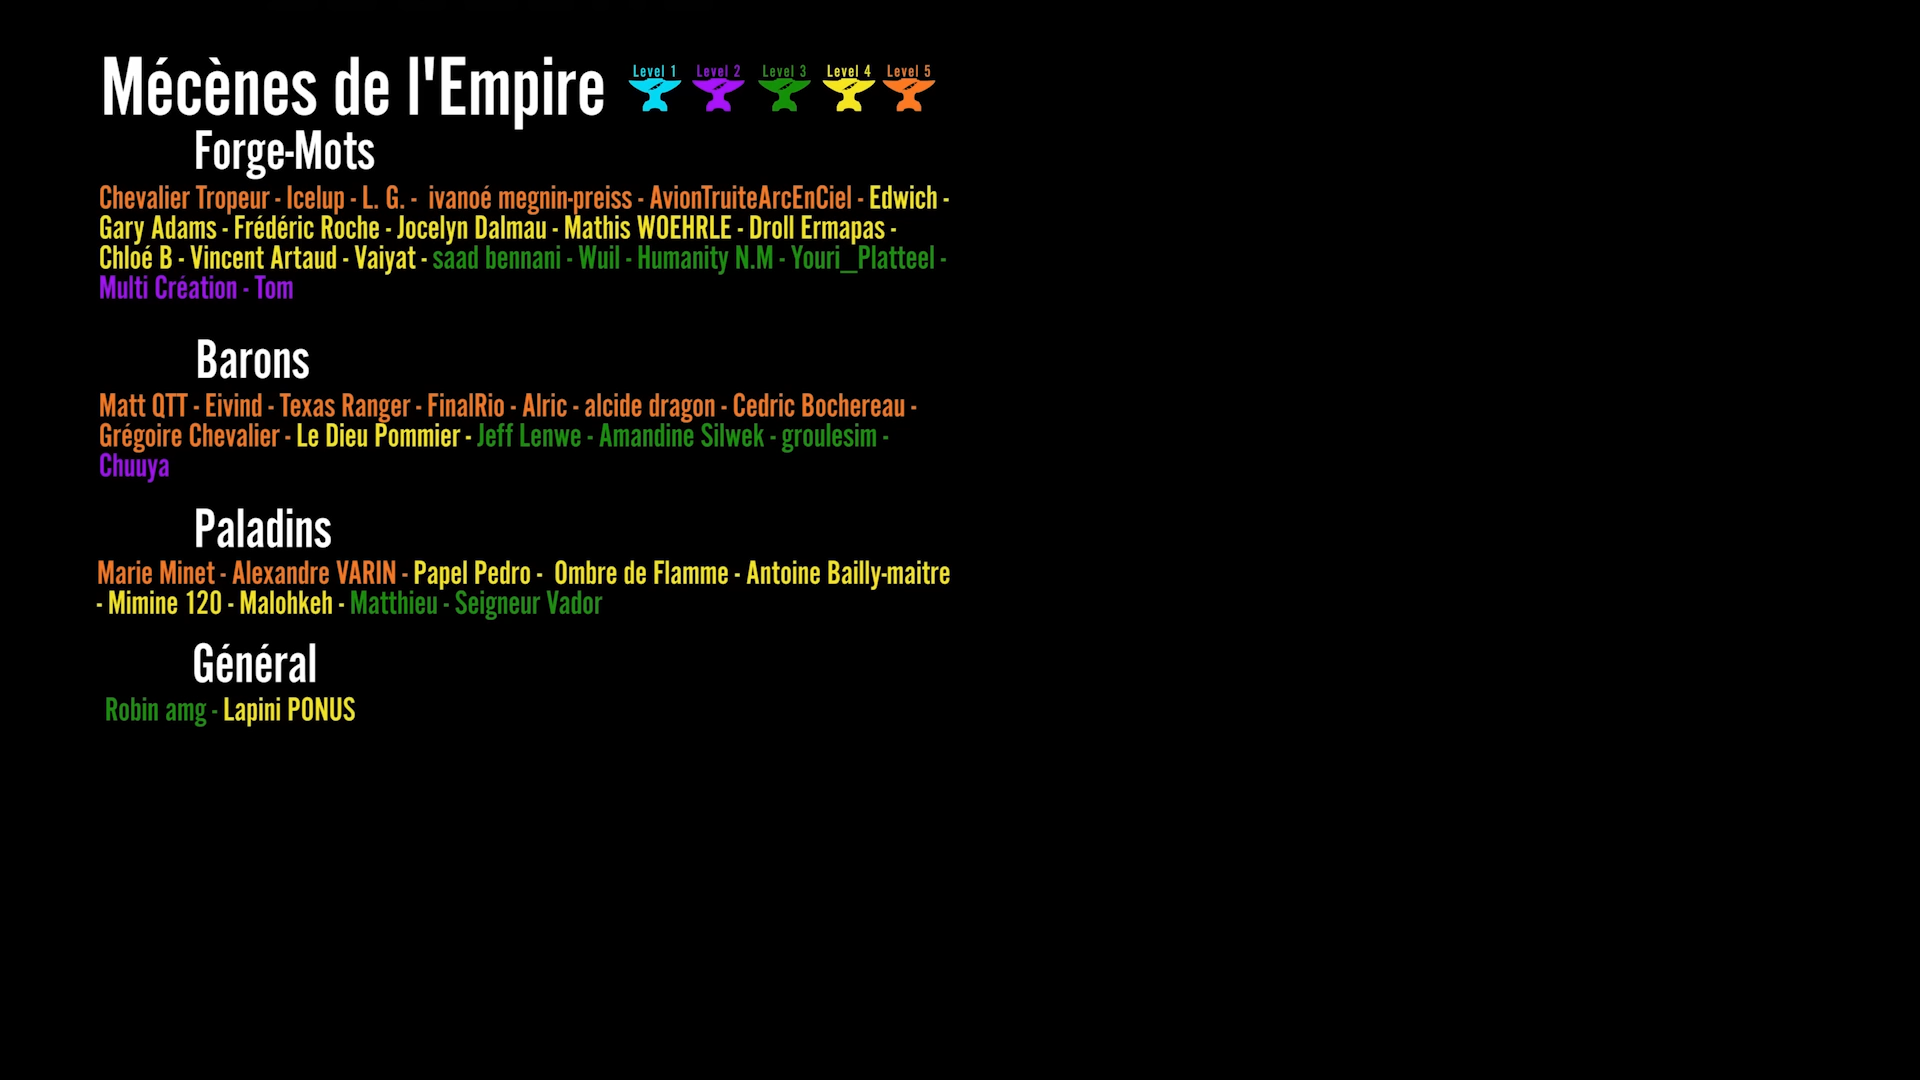 Mécènes de l'Empire Level 1 Level 2 Level 3 Level 4 Level 5
Forge-Mots
Chevalier Tropeur - Icelup - L. G. - ivanoé megnin-preiss - AvionTruiteArcEnCiel - Edwich -
Gary Adams - Frédéric Roche - Jocelyn Dalmau - Mathis WOEHRLE - Droll Ermapas -
Chloé B - Vincent Artaud - Vaiyat - saad bennani - Wuil - Humanity N.M - Youri_Platteel -
Multi Création - Tom
Barons
Matt QTT - Eivind - Texas Ranger - FinalRio - Alric - alcide dragon - Cedric Bochereau -
Grégoire Chevalier - Le Dieu Pommier - Jeff Lenwe - Amandine Silwek - groulesim -
Chuuya
Paladins
Marie Minet - Alexandre VARIN - Papel Pedro - Ombre de Flamme - Antoine Bailly-maitre
- Mimine 120 - Malohkeh - Matthieu - Seigneur Vador
Général
Robin amg - Lapini PONUS